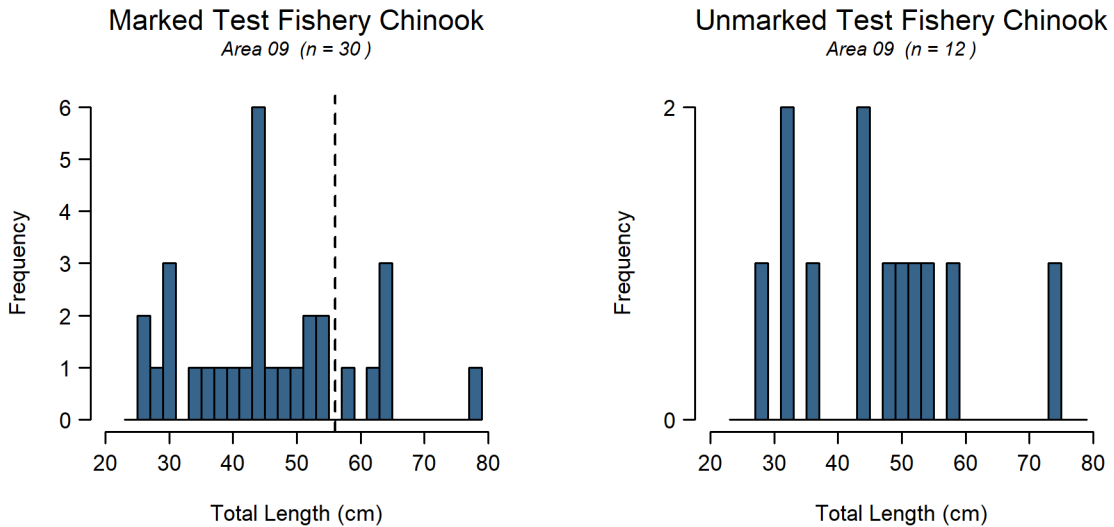 Marked Test Fishery Chinook
Area 09 (n = 30 )
Frequency
6
5
4
3
2
1
0
20 30 40 50 60 70 80
Total Length (cm)
Unmarked Test Fishery Chinook
Area 09 (n = 12 )
Frequency
2
0
20 30 40 50 60 70 80
Total Length (cm)